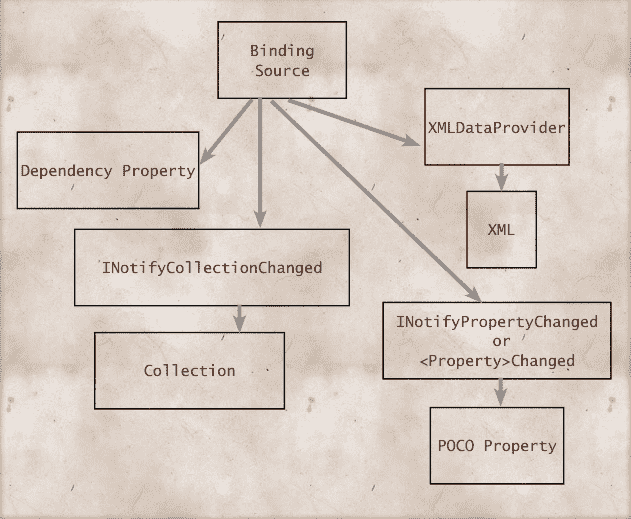 Binding
Source
XMLDataProvider
Dependency Property
XML
INotifyCollectionChanged
INotifyPropertyChanged
or
<Property>Changed
Collection
POCO Property